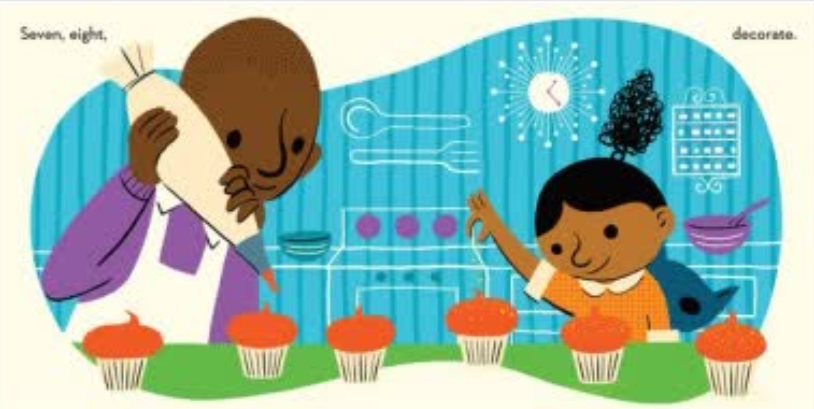 Seven, eight,
decorate.